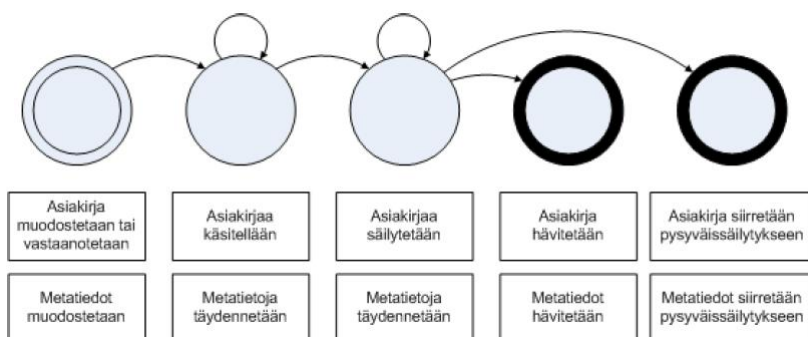 Asiakirja
muodostetaan tai
vastaanotetaan
Asiakirjaa
käsitellään
Asiakirjaa
säilytetään
Asiakirja
hävitetään
Asiakirja siirretään
pysyväissäilytykseen
Metatiedot
muodostetaan
Metatietoja
täydennetään
Metatietoja
täydennetään
Metatiedot
hävitetään
Metatiedot siirretään
pysyväissäilytykseen